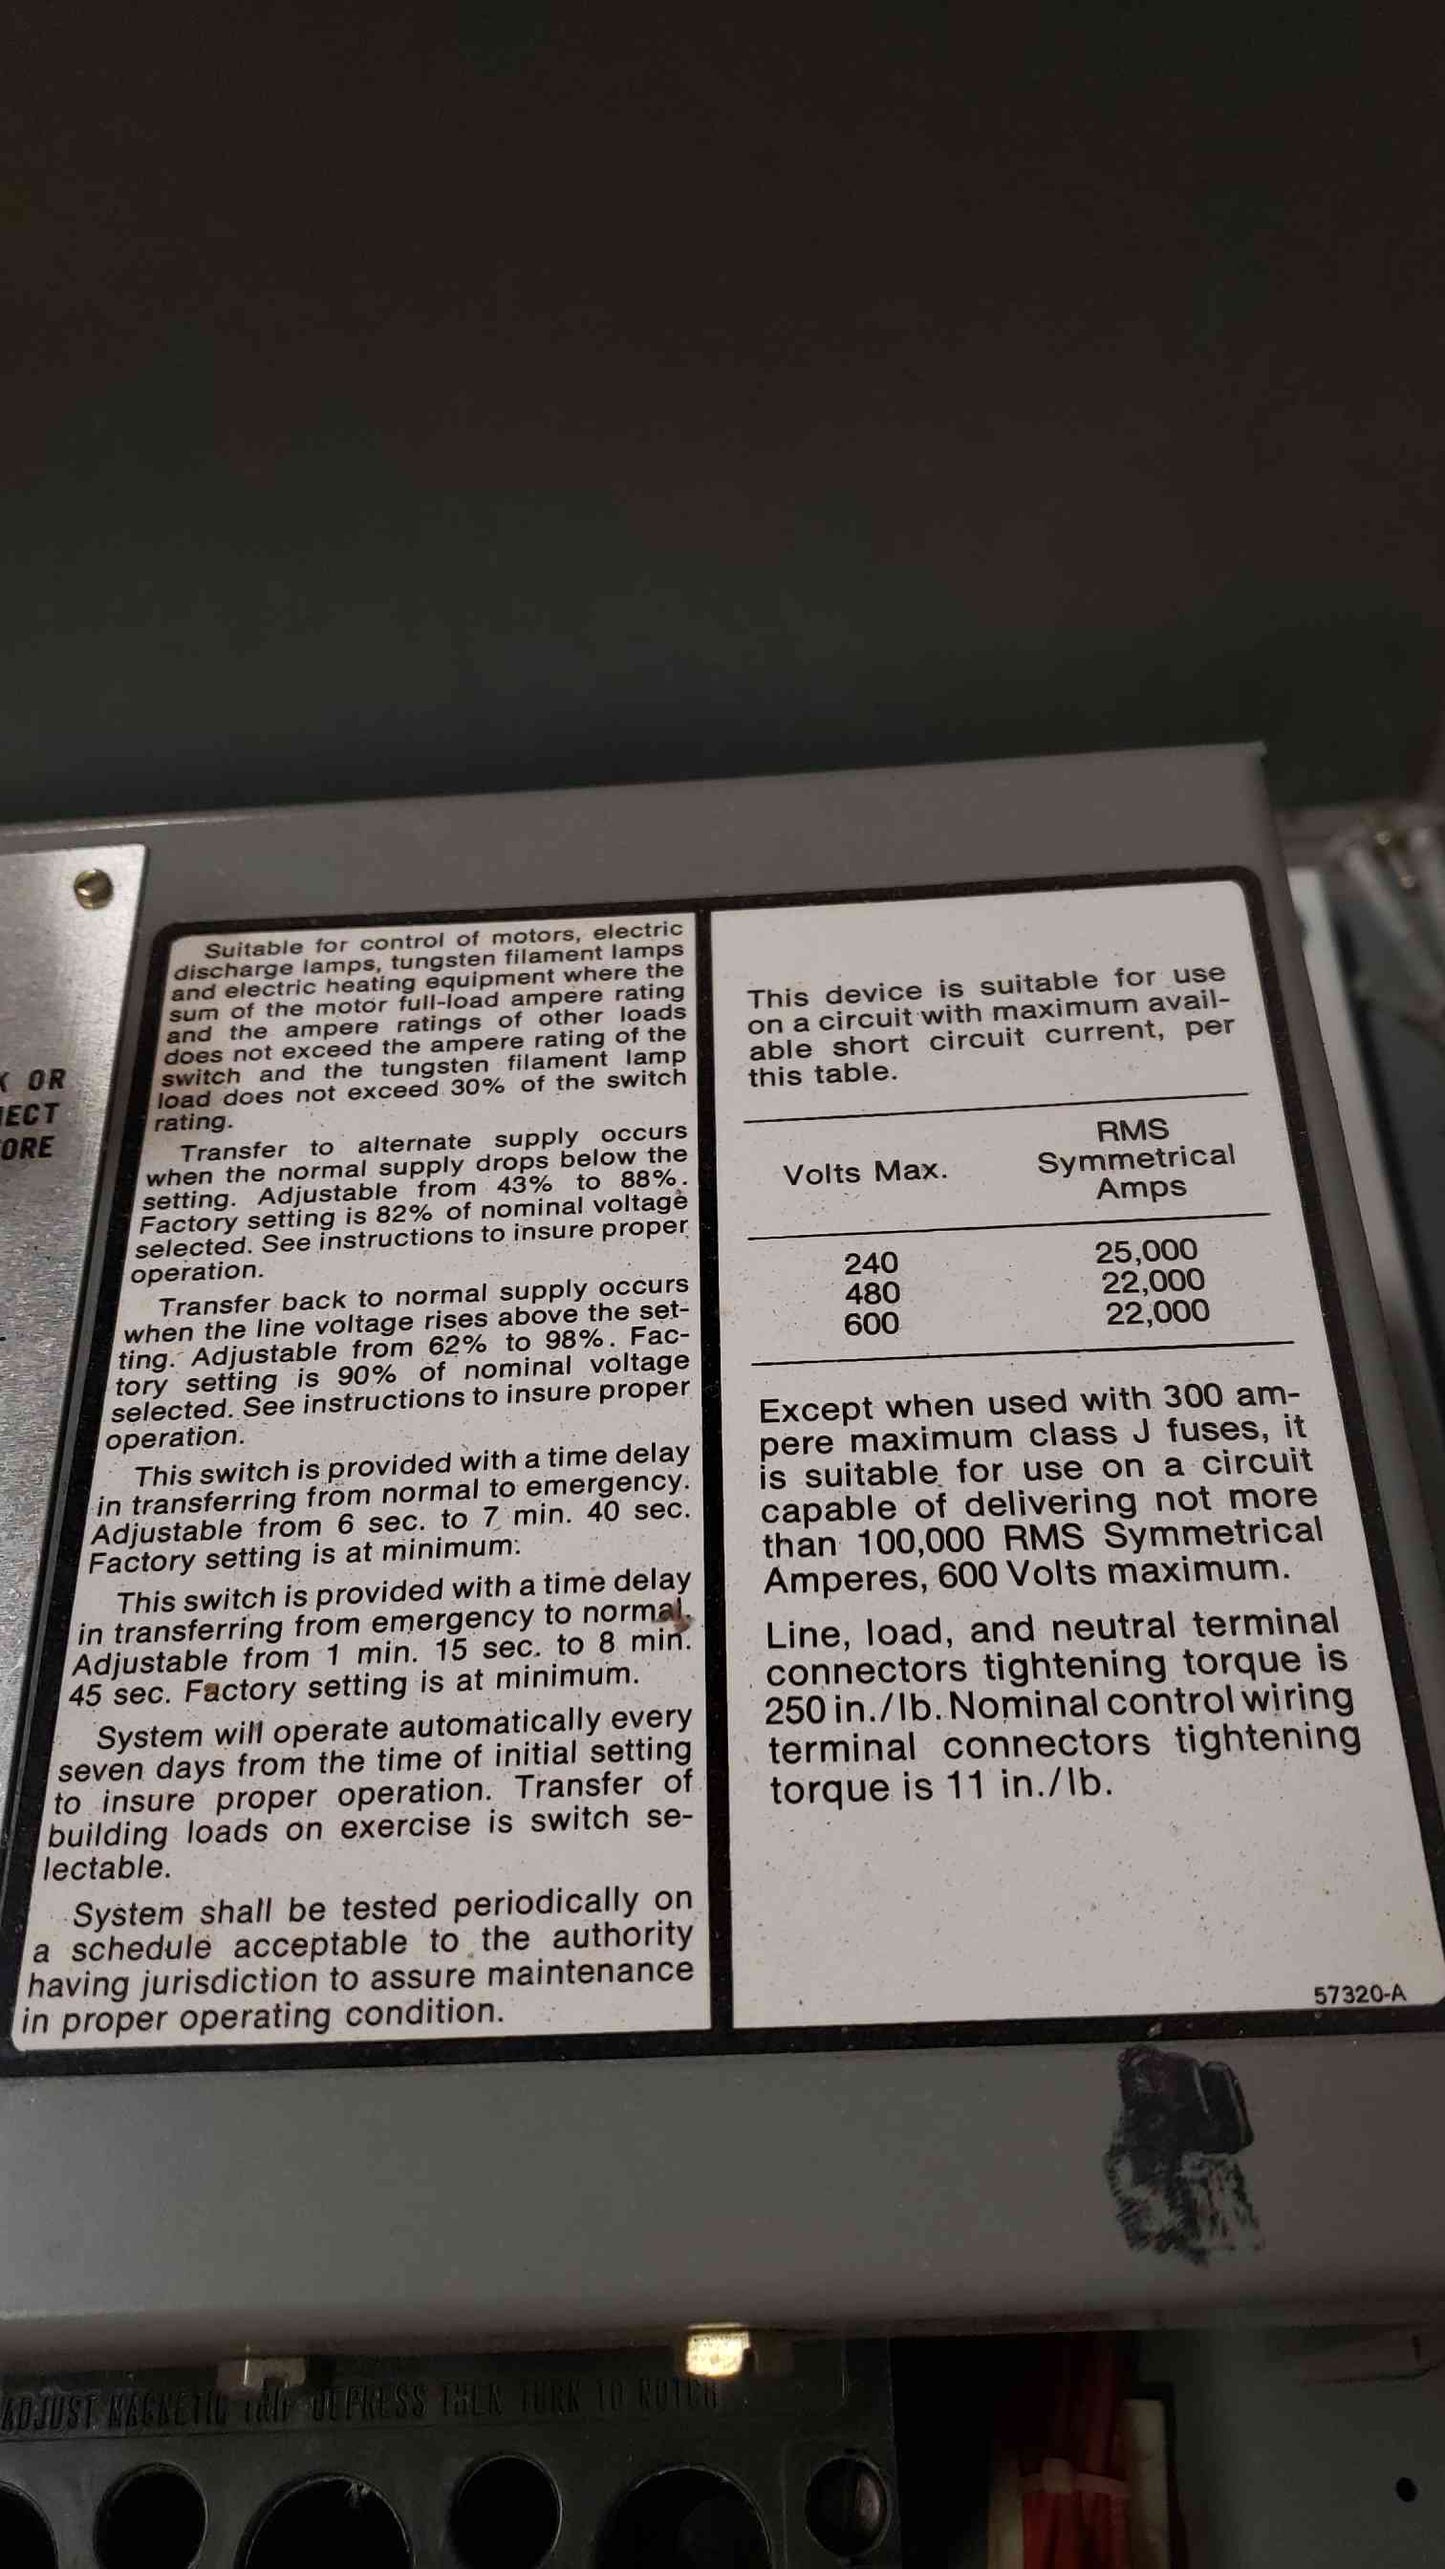 OR
ECT
ORE
Suitable for control of motors, electric
discharge lamps, tungsten filament lamps
and electric heating equipment where the
sum of the motor full-load ampere rating
and the ampere ratings of other loads
does not exceed the ampere rating of the
switch and the tungsten filament lamp
load does not exceed 30% of the switch
rating.
Transfer to alternate supply occurs
when the normal supply drops below the
setting. Adjustable from 43% to 88%.
Factory setting is 82% of nominal voltage
selected. See instructions to insure proper
operation.
Transfer back to normal supply occurs
when the line voltage rises above the set-
ting. Adjustable from 62% to 98%. Fac-
tory setting is 90% of nominal voltage
selected. See instructions to insure proper
operation.
This switch is provided with a time delay
in transferring from normal to emergency.
Adjustable from 6 sec. to 7 min. 40 sec.
Factory setting is at minimum.
This switch is provided with a time delay
in transferring from emergency to normal.
Adjustable from 1 min. 15 sec. to 8 min.
45 sec. Factory setting is at minimum.
System will operate automatically every
seven days from the time of initial setting
to insure proper operation. Transfer of
building loads on exercise is switch se-
lectable.
System shall be tested periodically on
a schedule acceptable to the authority
having jurisdiction to assure maintenance
in proper operating condition.
This device is suitable for use
on a circuit with maximum avail-
able short circuit current, per
this table.
RMS
Volts Max. Symmetrical
Amps
240 25,000
480 22,000
600 22,000
Except when used with 300 am-
pere maximum class J fuses, it
is suitable for use on a circuit
capable of delivering not more
than 100,000 RMS Symmetrical
Amperes, 600 Volts maximum.
Line, load, and neutral terminal
connectors tightening torque is
250 in./lb. Nominal control wiring
terminal connectors tightening
torque is 11 in./lb.
57320-A
ADJUST MAGNETIC TRIP DEPRESS THEN TURN TO NOTCH